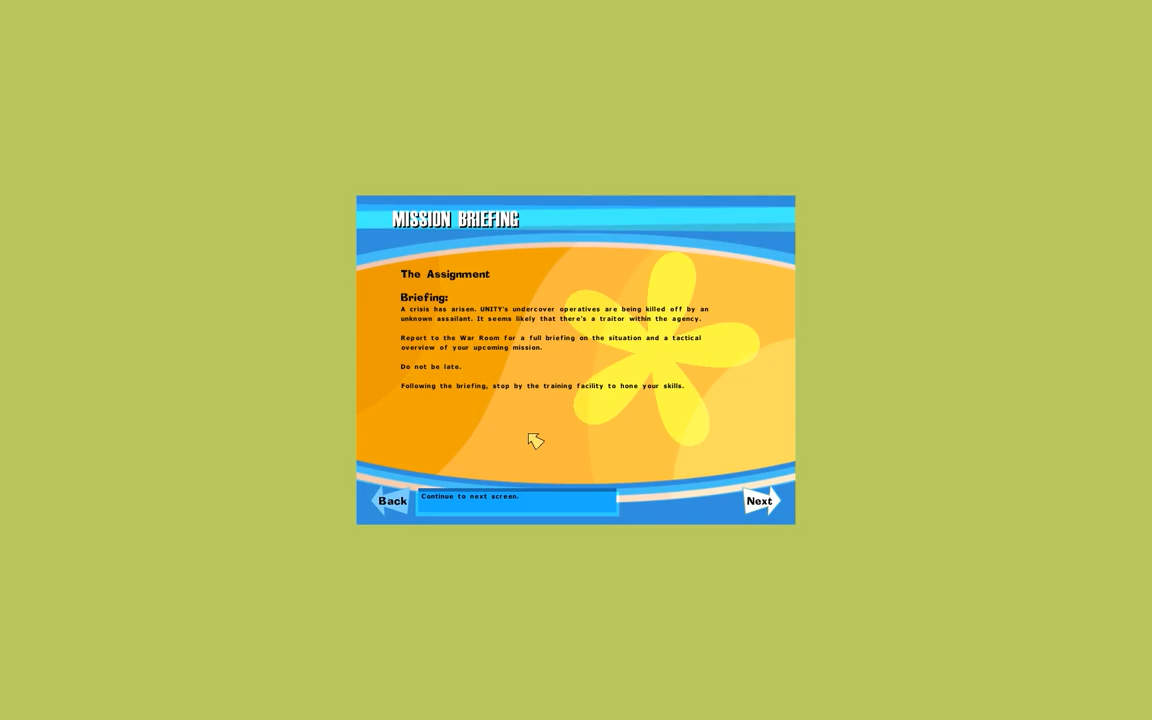 MISSION BRIEFING
The Assignment
Briefing:
A crisis has arisen. UNITY's undercover operatives are being killed off by an
unknown assailant. It seems likely that there's a traitor within the agency.
Report to the War Room for a full briefing on the situation and a tactical
overview of your upcoming mission.
Do not be late.
Following the briefing, stop by the training facility to hone your skills.
Back
Continue to next screen.
Next